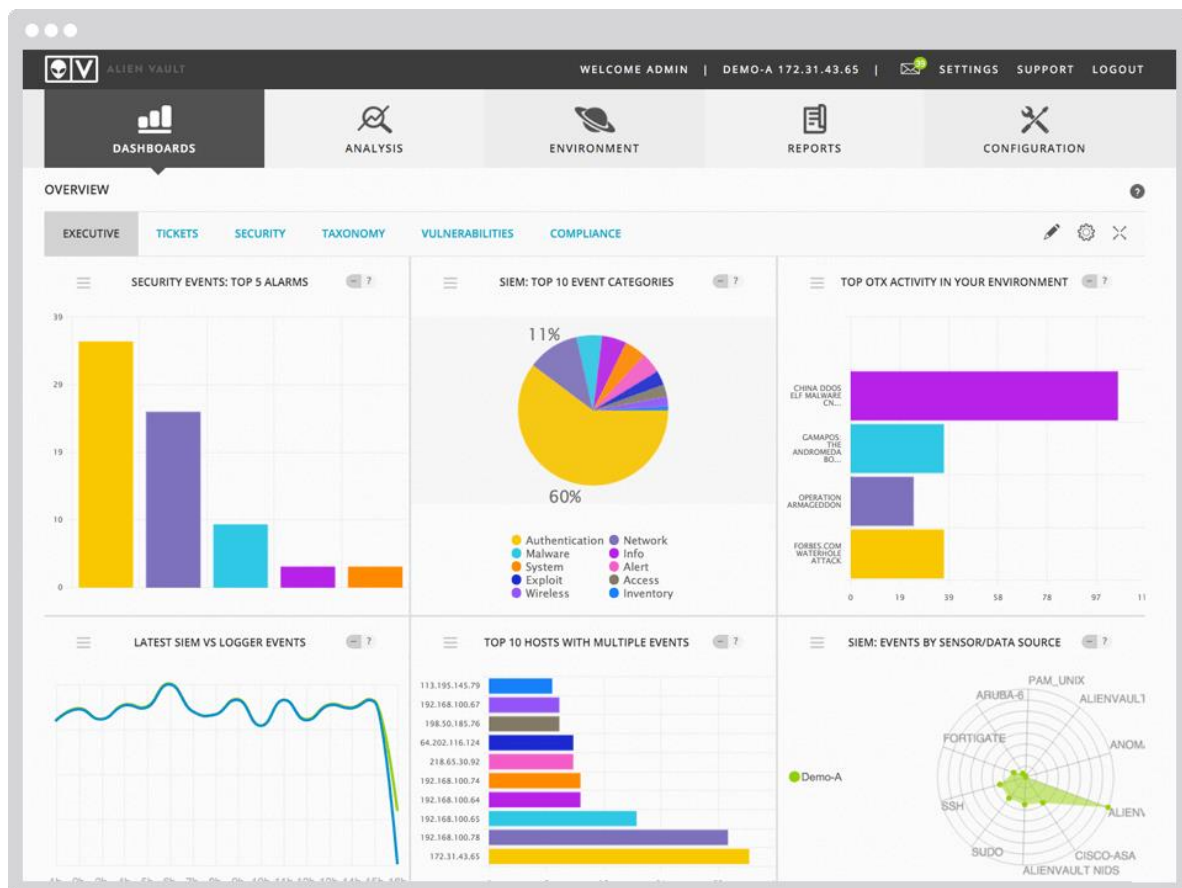 ALIEN VAULT
WELCOME ADMIN | DEMO-A 172.31.43.65 | 35 SETTINGS SUPPORT LOGOUT
DASHBOARDS ANALYSIS ENVIRONMENT REPORTS CONFIGURATION
OVERVIEW ?
EXECUTIVE TICKETS SECURITY TAXONOMY VULNERABILITIES COMPLIANCE
SECURITY EVENTS: TOP 5 ALARMS - ?
39
29
19
10
0
SIEM: TOP 10 EVENT CATEGORIES - ?
11%
60%
Authentication Network
Malware Info
System Alert
Exploit Access
Wireless Inventory
TOP OTX ACTIVITY IN YOUR ENVIRONMENT - ?
CHINA DDOS
ELF MALWARE
CN...
GAMAPOS:
THE
ANDROMEDA
BO...
OPERATION
ARMAGEDDON
FORBES.COM
WATERHOLE
ATTACK
0 19 39 58 78 97 11
LATEST SIEM VS LOGGER EVENTS - ?
TOP 10 HOSTS WITH MULTIPLE EVENTS - ?
113.195.145.79
192.168.100.67
198.50.185.76
64.202.116.124
218.65.30.92
192.168.100.74
192.168.100.64
192.168.100.65
192.168.100.78
172.31.43.65
SIEM: EVENTS BY SENSOR/DATA SOURCE - ?
Demo-A
PAM_UNIX
ARUBA-6
ALIENVAULT
FORTIGATE
ANOM
SSH
ALIENV
SUDO
CISCO-ASA
ALIENVAULT NIDS